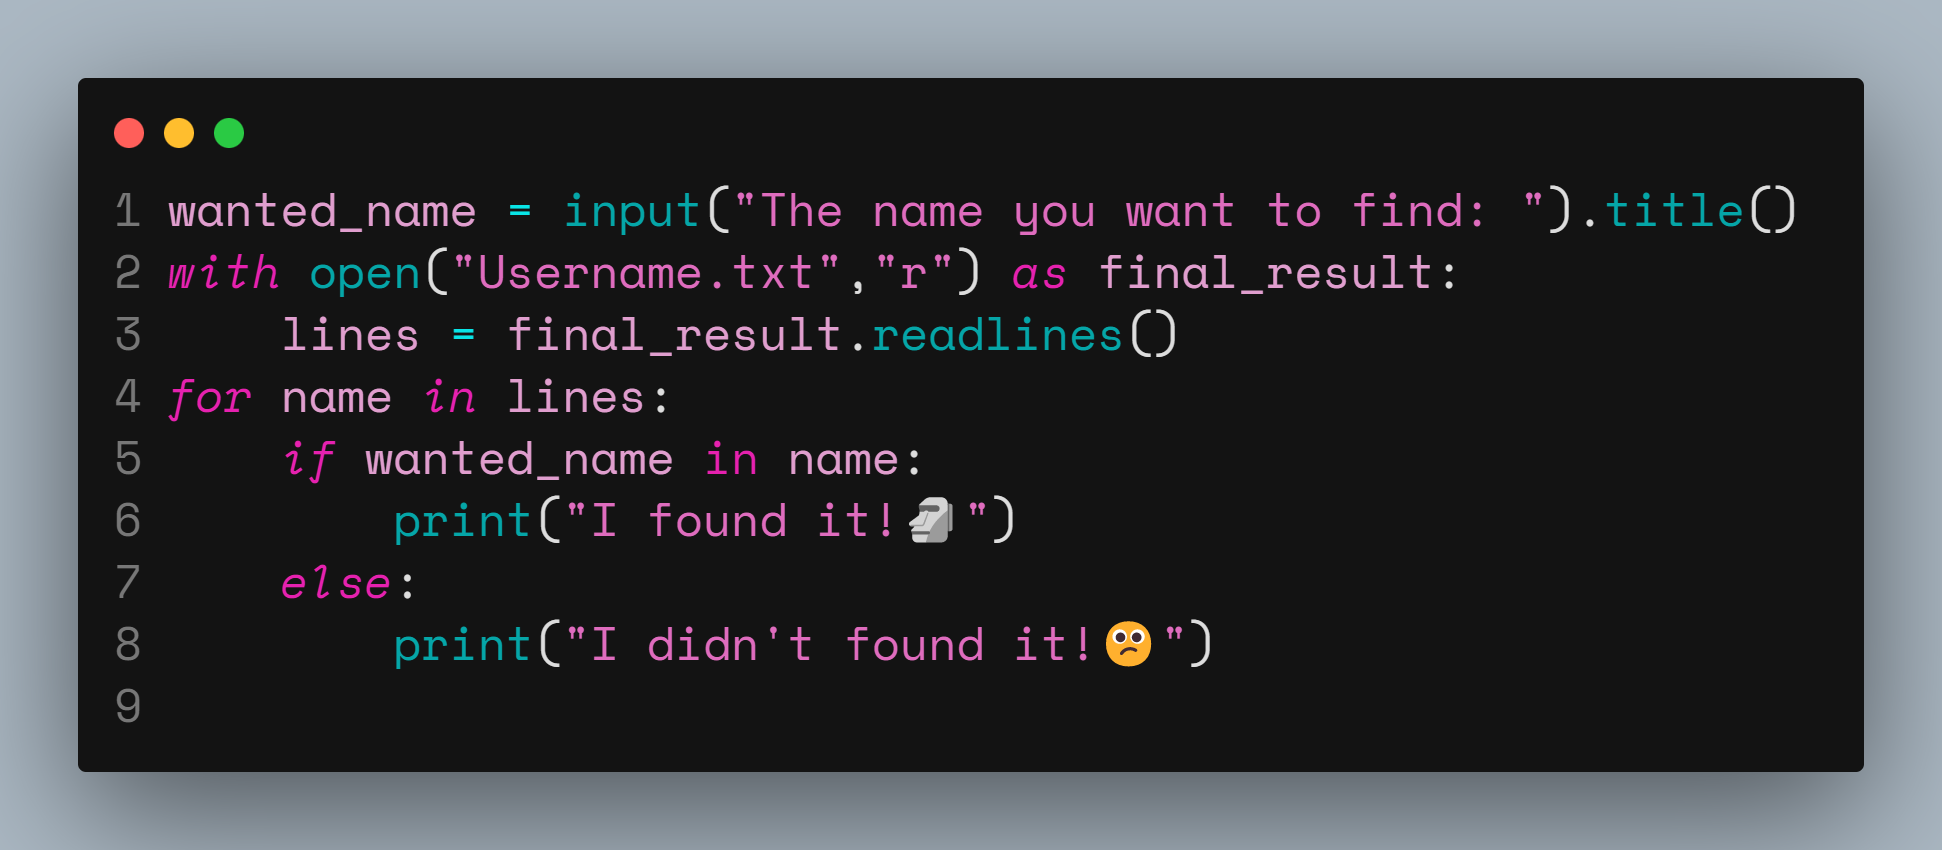 1 wanted_name = input("The name you want to find: ").title()
2 with open("Username.txt","r") as final_result:
3     lines = final_result.readlines()
4 for name in lines:
5     if wanted_name in name:
6         print("I found it!🗿")
7     else:
8         print("I didn't found it!🙁")
9